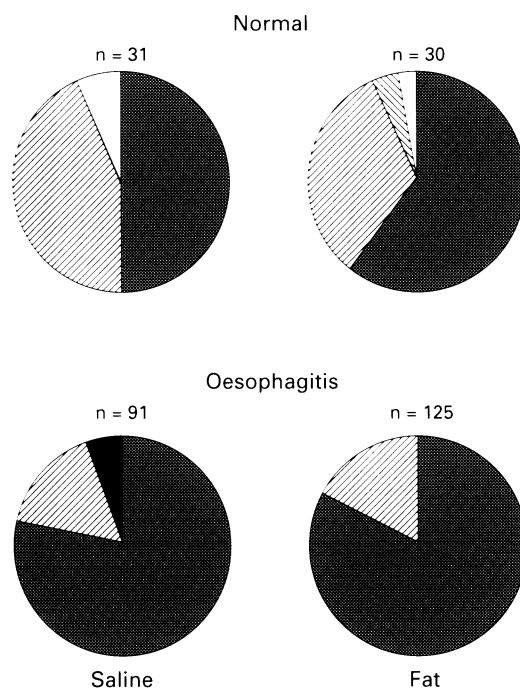 Normal
n = 31
n = 30
Oesophagitis
n = 91
n = 125
Saline
Fat